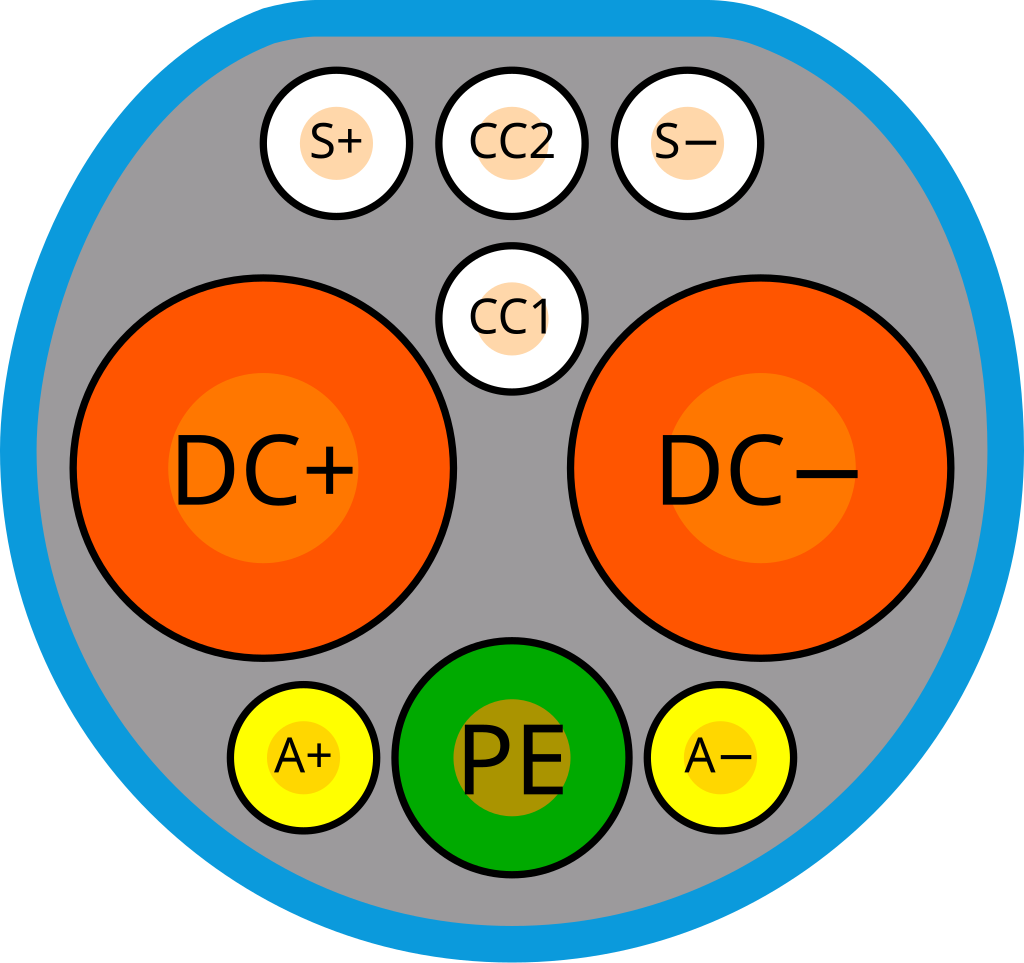 S+ CC2 S−
CC1
DC+ DC−
A+ PE A−